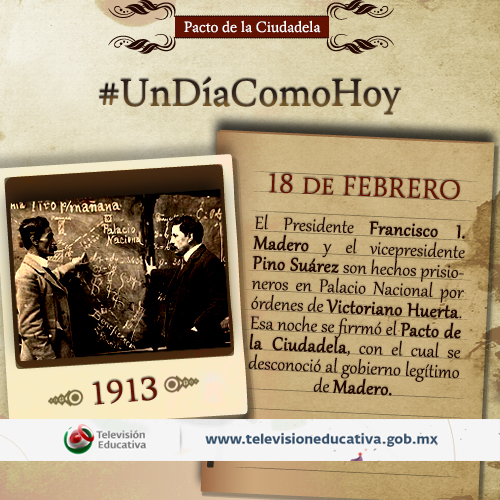 Pacto de la Ciudadela
#UnDíaComoHoy
mañana
Palacio
Nacional
1913
18 DE FEBRERO
El Presidente Francisco I.
Madero y el vicepresidente
Pino Suárez son hechos prisio-
neros en Palacio Nacional por
órdenes de Victoriano Huerta.
Esa noche se firrmó el Pacto de
la Ciudadela, con el cual se
desconoció al gobierno legítimo
de Madero.
Televisión
Educativa
www.televisioneducativa.gob.mx